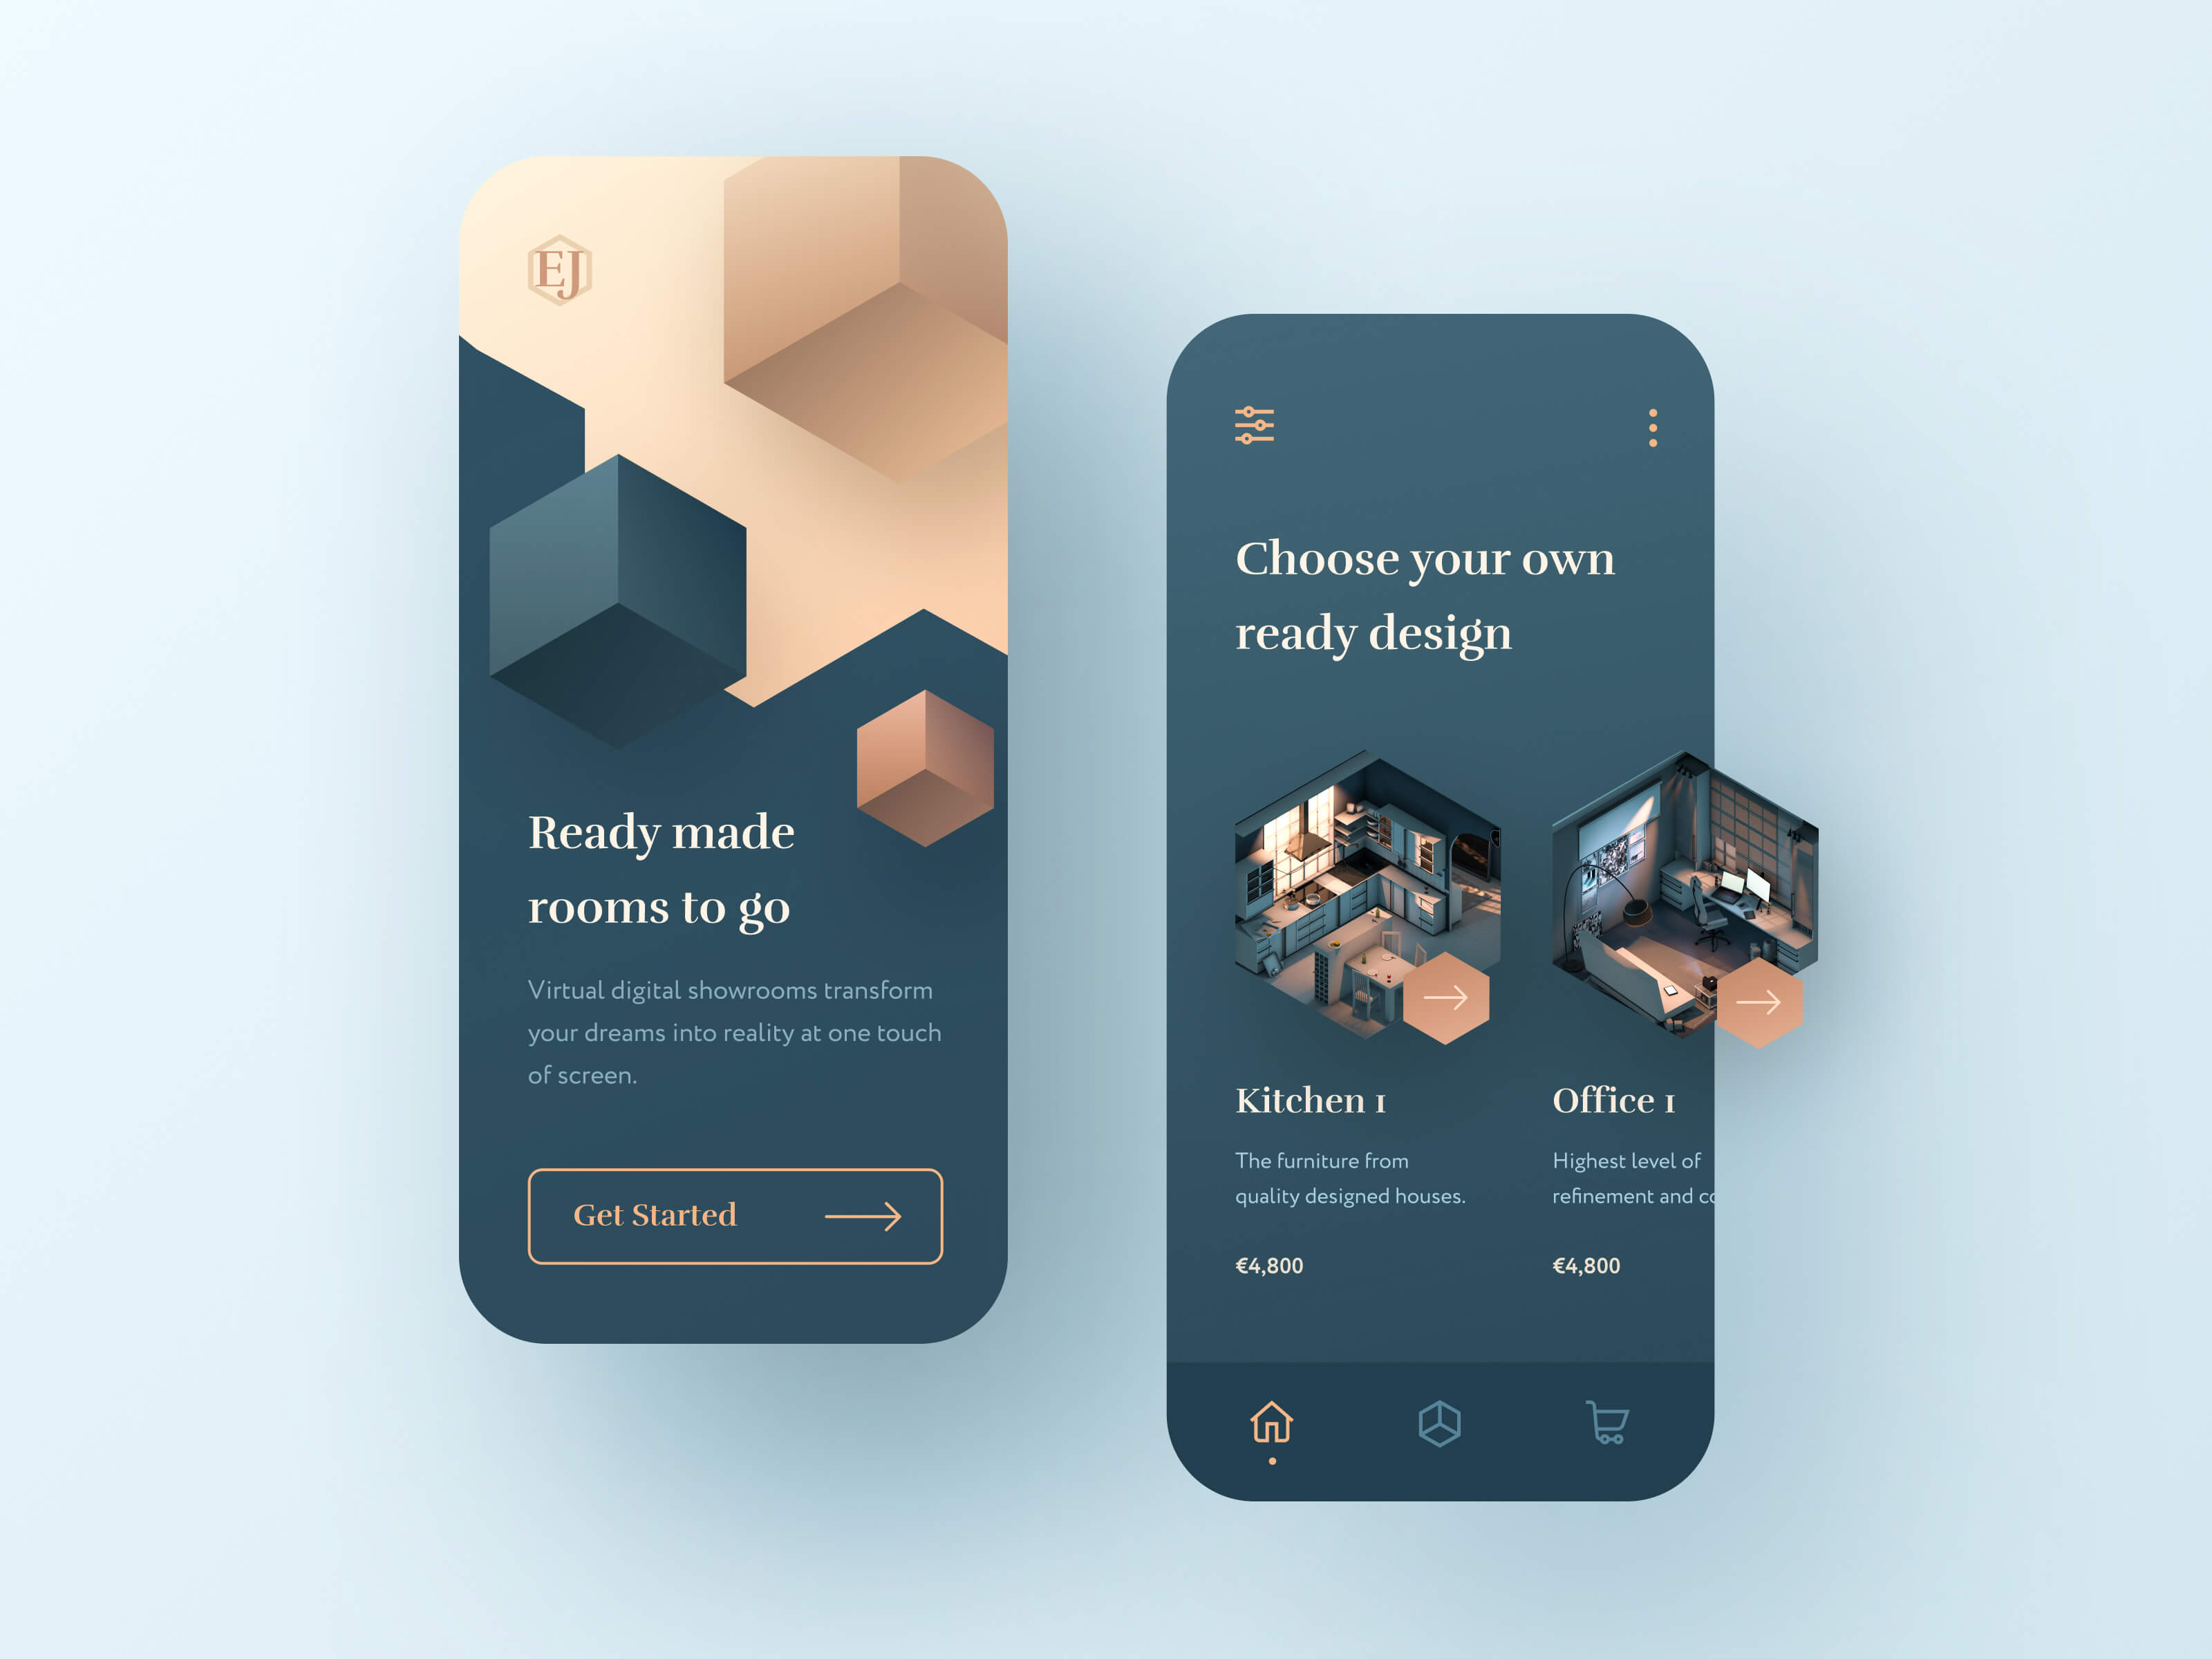 EJ
Ready made
rooms to go
Virtual digital showrooms transform
your dreams into reality at one touch
of screen.
Get Started
Choose your own
ready design
Kitchen 1
The furniture from
quality designed houses.
€4,800
Office 1
Highest level of
refinement and
€4,800